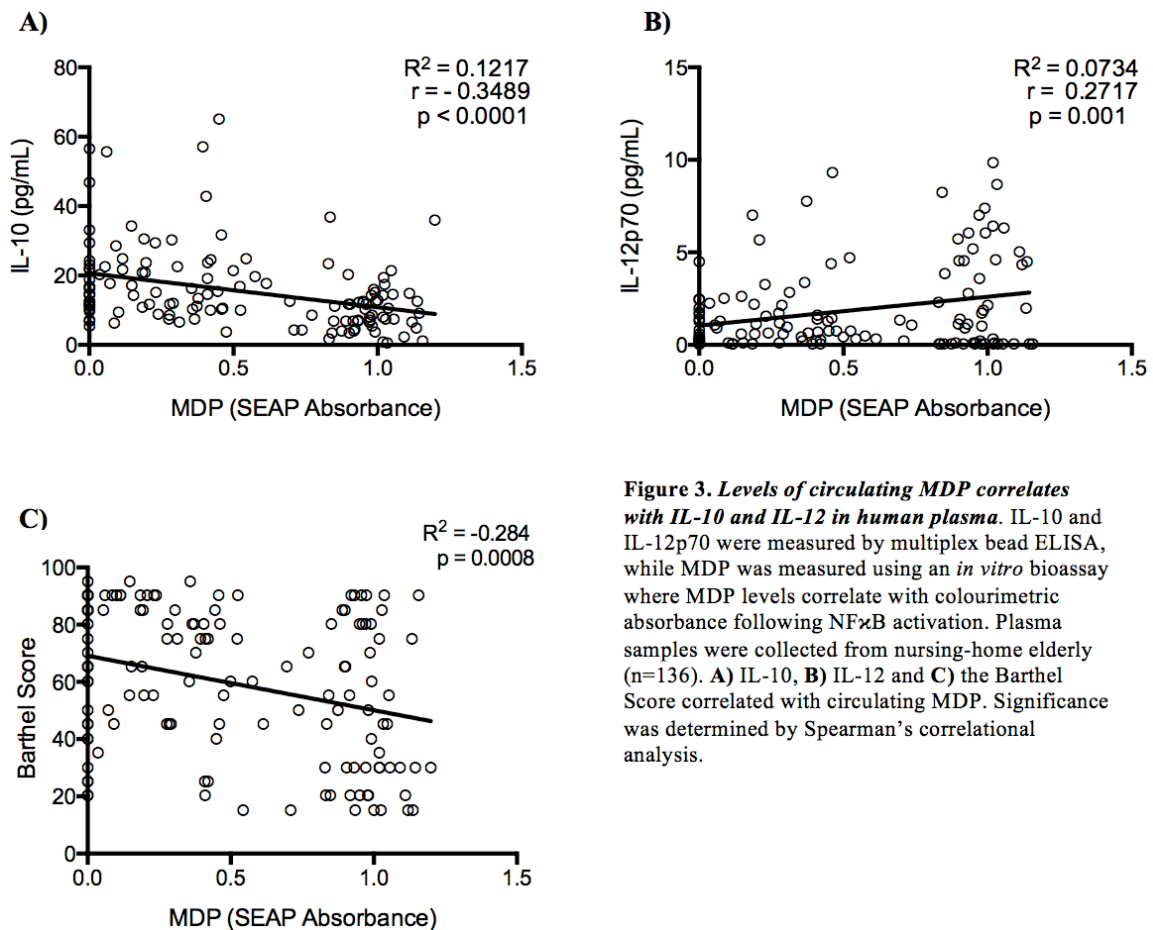 A)
R² = 0.1217
r = - 0.3489
p < 0.0001
80
60
40
20
0
IL-10 (pg/mL)
0.0 0.5 1.0 1.5
MDP (SEAP Absorbance)
B)
R² = 0.0734
r = 0.2717
p = 0.001
15
10
5
0
IL-12p70 (pg/mL)
0.0 0.5 1.0 1.5
MDP (SEAP Absorbance)
C)
R² = -0.284
p = 0.0008
100
80
60
40
20
0
Barthel Score
0.0 0.5 1.0 1.5
MDP (SEAP Absorbance)
Figure 3. Levels of circulating MDP correlates
with IL-10 and IL-12 in human plasma. IL-10 and
IL-12p70 were measured by multiplex bead ELISA,
while MDP was measured using an in vitro bioassay
where MDP levels correlate with colourimetric
absorbance following NFϰB activation. Plasma
samples were collected from nursing-home elderly
(n=136). A) IL-10, B) IL-12 and C) the Barthel
Score correlated with circulating MDP. Significance
was determined by Spearman's correlational
analysis.